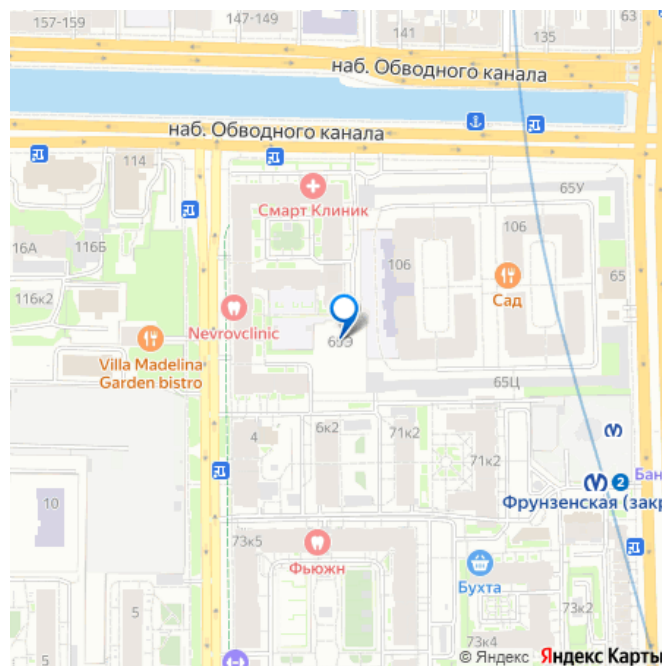 157-159
147-149
141
135
63
наб. Обводного канала
наб. Обводного канала
114
65У
Смарт Клиник
16А
116Б
106
106
116к2
Сад
65
Nevrovclinic
Villa Madelina
Garden bistro
65Ц
4
6к2
71к2
71к2
2
Бан
Фрунзенская (закр
10
73к5
Фьюжн
Бухта
5
73к2
5
73к4
© Яндекс Яндекс Карты